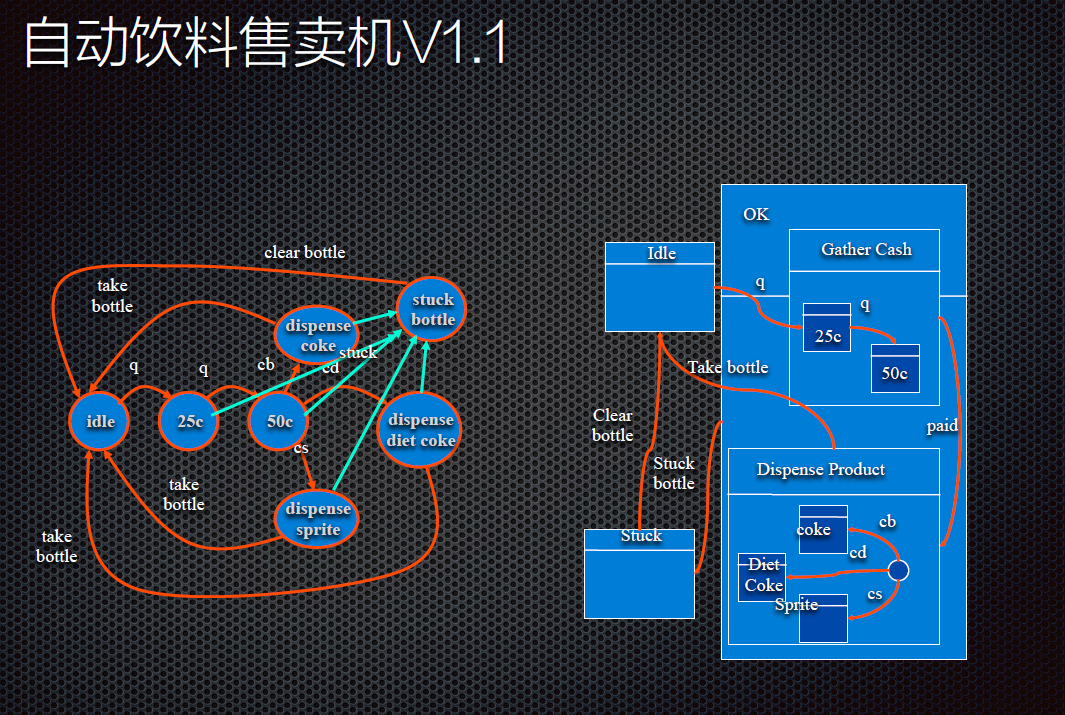 自动饮料售卖机V1.1
clear bottle
take
bottle
stuck
bottle
dispense
coke
stuck
q
q
cb
cd
idle
25c
50c
dispense
diet coke
cs
take
bottle
dispense
sprite
take
bottle
OK
Idle
Gather Cash
q
q
25c
50c
Take bottle
Clear
bottle
paid
Stuck
bottle
Dispense Product
Stuck
coke
cb
cd
Diet
Coke
cs
Sprite